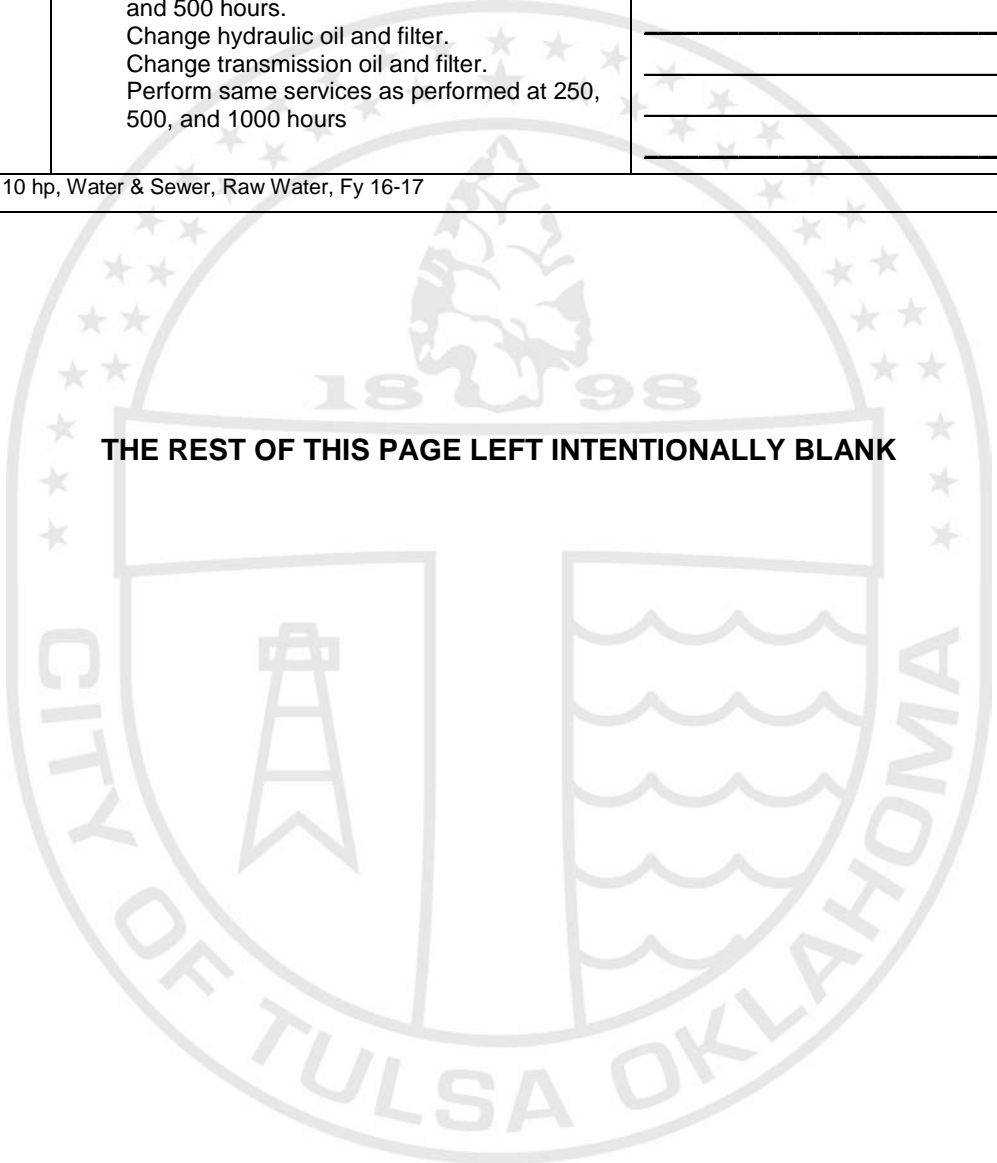 and 500 hours.
Change hydraulic oil and filter.
Change transmission oil and filter.
Perform same services as performed at 250,
500, and 1000 hours
10 hp, Water & Sewer, Raw Water, Fy 16-17
1898
THE REST OF THIS PAGE LEFT INTENTIONALLY BLANK
CITY OF TULSA OKLAHOMA